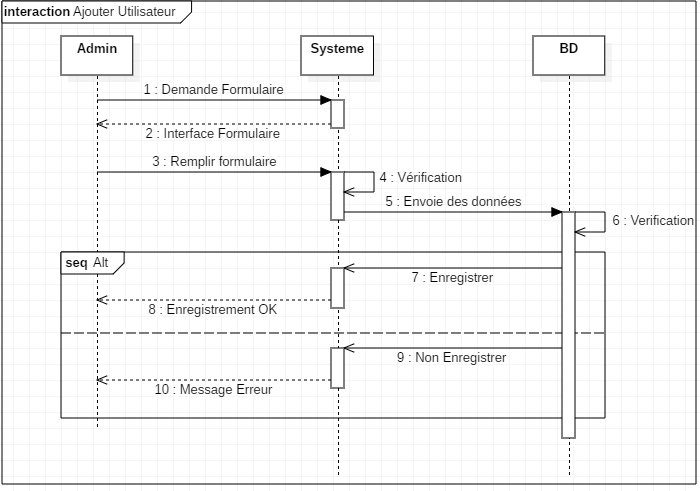 interaction Ajouter Utilisateur
Admin
Systeme
BD
1 : Demande Formulaire
2 : Interface Formulaire
3 : Remplir formulaire
4 : Vérification
5 : Envoie des données
6 : Verification
seq Alt
7 : Enregistrer
8 : Enregistrement OK
9 : Non Enregistrer
10 : Message Erreur